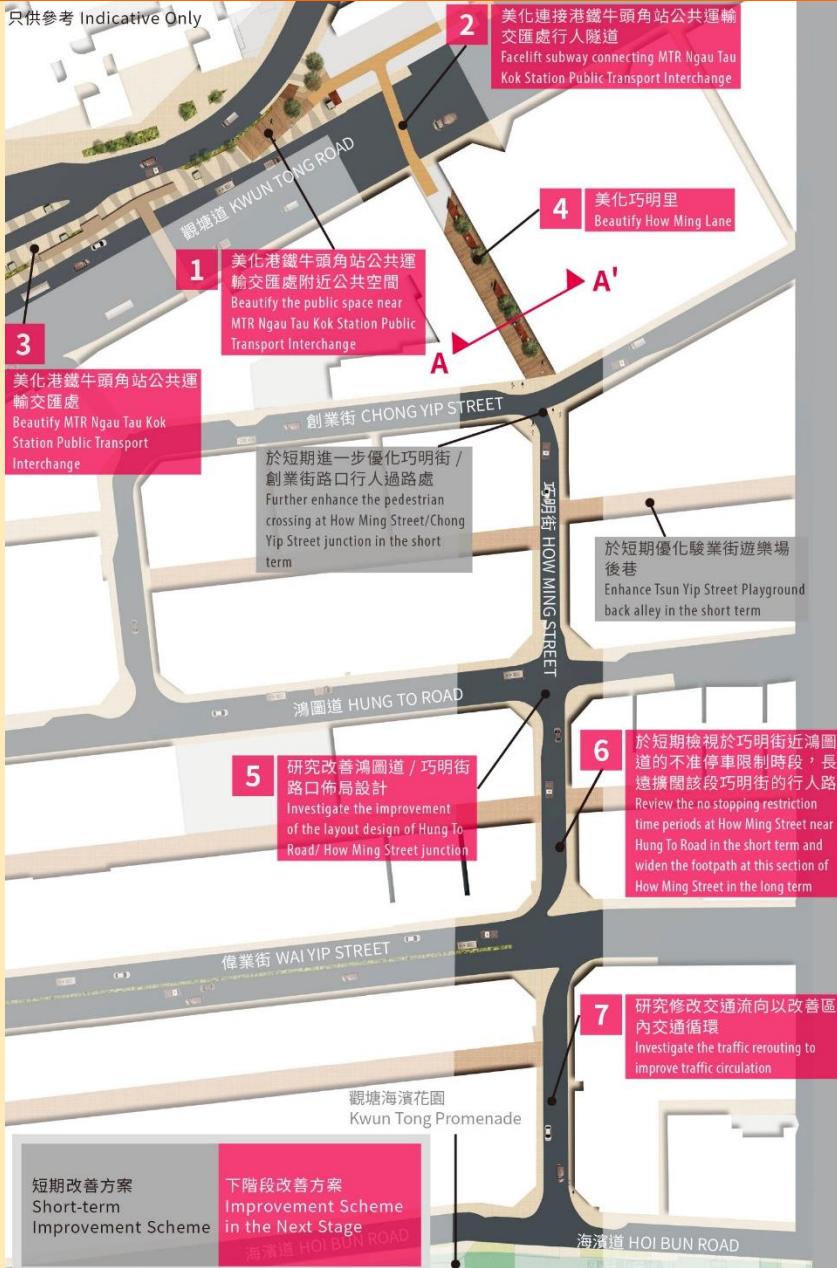 只供參考 Indicative Only
2
美化連接港鐵牛頭角站公共運輸
交匯處行人隧道
Facelift subway connecting MTR Ngau Tau
Kok Station Public Transport Interchange
觀塘道 KWUN TONG ROAD
4
美化巧明里
Beautify How Ming Lane
1
美化港鐵牛頭角站公共運
輸交匯處附近公共空間
Beautify the public space near
MTR Ngau Tau Kok Station Public
Transport Interchange
A'
A
3
美化港鐵牛頭角站公共運
輸交匯處
Beautify MTR Ngau Tau Kok
Station Public Transport
Interchange
創業街 CHONG YIP STREET
於短期進一步優化巧明街 /
創業街路口行人過路處
Further enhance the pedestrian
crossing at How Ming Street/Chong
Yip Street junction in the short
term
巧明街 HOW MING STREET
於短期優化駿業街遊樂場
後巷
Enhance Tsun Yip Street Playground
back alley in the short term
鴻圖道 HUNG TO ROAD
5
研究改善鴻圖道 / 巧明街
路口佈局設計
Investigate the improvement
of the layout design of Hung To
Road/ How Ming Street junction
6
於短期檢視於巧明街近鴻圖
道的不准停車限制時段，長
遠擴闊該段巧明街的行人路
Review the no stopping restriction
time periods at How Ming Street near
Hung To Road in the short term and
widen the footpath at this section of
How Ming Street in the long term
偉業街 WAI YIP STREET
7
研究修改交通流向以改善區
內交通循環
Investigate the traffic rerouting to
improve traffic circulation
觀塘海濱花園
Kwun Tong Promenade
短期改善方案
Short-term
Improvement Scheme
下階段改善方案
Improvement Scheme
in the Next Stage
海濱道 HOI BUN ROAD
海濱道 HOI BUN ROAD